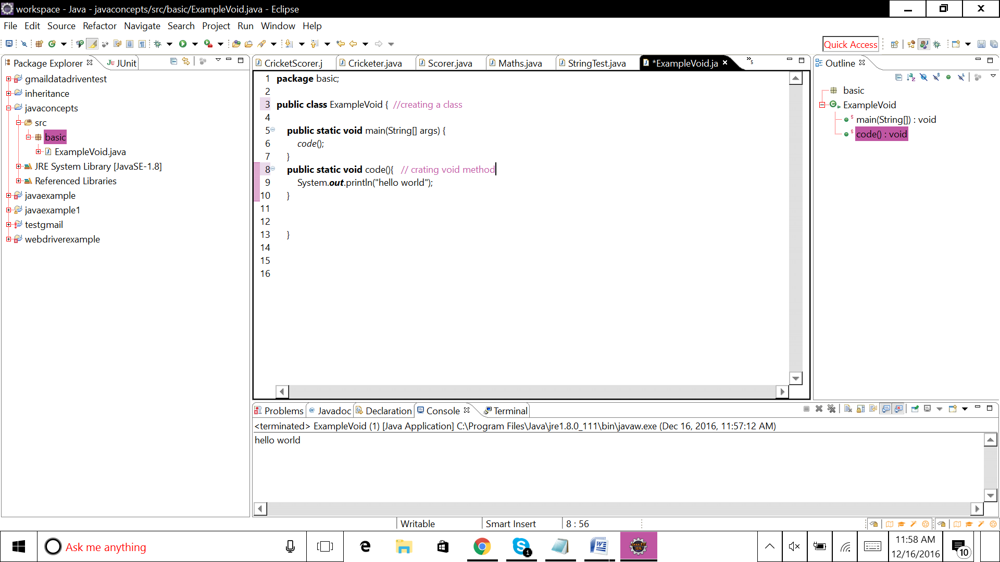 workspace - Java - javaconcepts/src/basic/ExampleVoid.java - Eclipse
File Edit Source Refactor Navigate Search Project Run Window Help
Quick Access
Package Explorer
JUnit
gmaildatadriventest
inheritance
javaconcepts
src
basic
ExampleVoid.java
JRE System Library [JavaSE-1.8]
Referenced Libraries
javaexample
javaexample1
testgmail
webdriverexample
CricketScorer.j Cricketer.java Scorer.java Maths.java StringTest.java *ExampleVoid.ja »5
1 package basic;
2
3 public class ExampleVoid { //creating a class
4
5 public static void main(String[] args) {
6 code();
7 }
8 public static void code(){ // crating void method
9 System.out.println("hello world");
10 }
11
12
13 }
14
15
16
Outline
basic
ExampleVoid
main(String[]) : void
code() : void
Problems Javadoc Declaration Console Terminal
<terminated> ExampleVoid (1) [Java Application] C:\Program Files\Java\jre1.8.0_111\bin\javaw.exe (Dec 16, 2016, 11:57:12 AM)
hello world
Writable Smart Insert 8 : 56
Ask me anything
1
Java EE
IDE
11:58 AM
12/16/2016
10